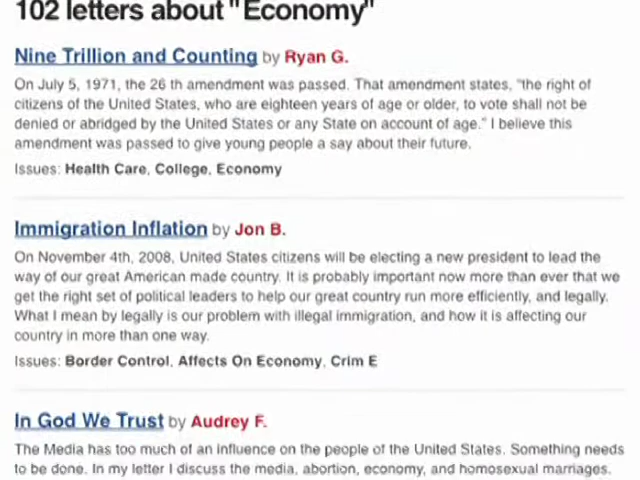 102 letters about "Economy"
Nine Trillion and Counting by Ryan G.
On July 5, 1971, the 26 th amendment was passed. That amendment states, "the right of
citizens of the United States, who are eighteen years of age or older, to vote shall not be
denied or abridged by the United States or any State on account of age." I believe this
amendment was passed to give young people a say about their future.
Issues: Health Care, College, Economy
Immigration Inflation by Jon B.
On November 4th, 2008, United States citizens will be electing a new president to lead the
way of our great American made country. It is probably important now more than ever that we
get the right set of political leaders to help our great country run more efficiently, and legally.
What I mean by legally is our problem with illegal immigration, and how it is affecting our
country in more than one way.
Issues: Border Control, Affects On Economy, Crim E
In God We Trust by Audrey F.
The Media has too much of an influence on the people of the United States. Something needs
to be done. In my letter I discuss the media, abortion, economy, and homosexual marriages.